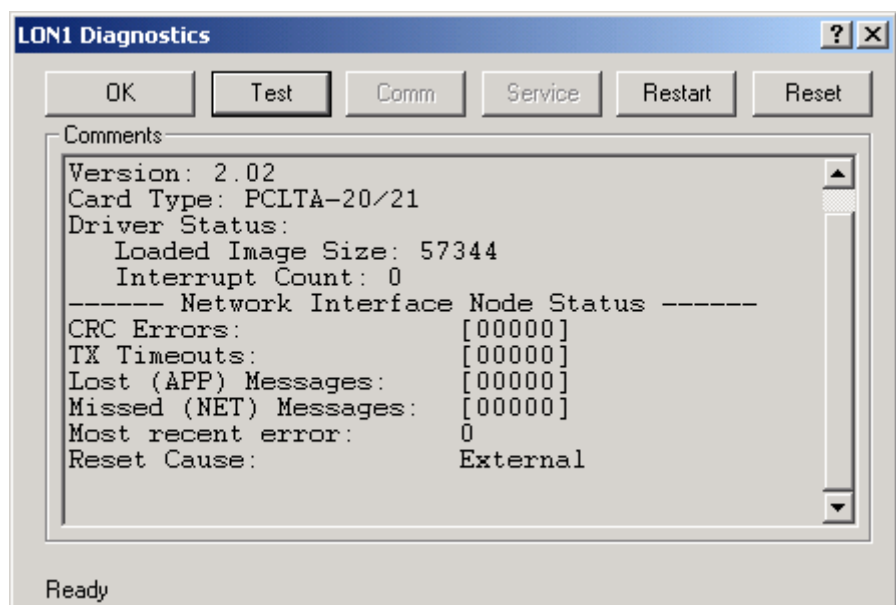 LON1 Diagnostics
OK Test Comm Service Restart Reset
Comments
Version: 2.02
Card Type: PCLTA-20/21
Driver Status:
Loaded Image Size: 57344
Interrupt Count: 0
------ Network Interface Node Status ------
CRC Errors: [00000]
TX Timeouts: [00000]
Lost (APP) Messages: [00000]
Missed (NET) Messages: [00000]
Most recent error: 0
Reset Cause: External
Ready